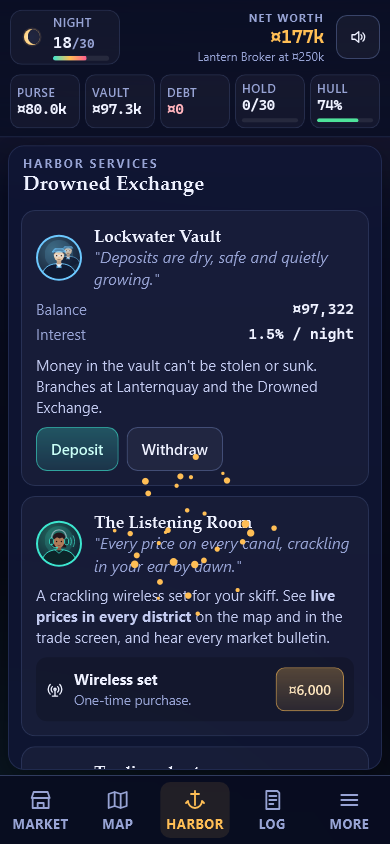 NIGHT
18/30
NET WORTH
¤177k
Lantern Broker at ¤250k
PURSE
¤80.0k
VAULT
¤97.3k
DEBT
¤0
HOLD
0/30
HULL
74%
HARBOR SERVICES
Drowned Exchange
Lockwater Vault
"Deposits are dry, safe and quietly
growing."
Balance ¤97,322
Interest 1.5% / night
Money in the vault can't be stolen or sunk.
Branches at Lanternquay and the Drowned
Exchange.
Deposit Withdraw
The Listening Room
"Every price on every canal, crackling
in your ear by dawn."
A crackling wireless set for your skiff. See live
prices in every district on the map and in the
trade screen, and hear every market bulletin.
Wireless set
One-time purchase.
¤6,000
MARKET MAP HARBOR LOG MORE